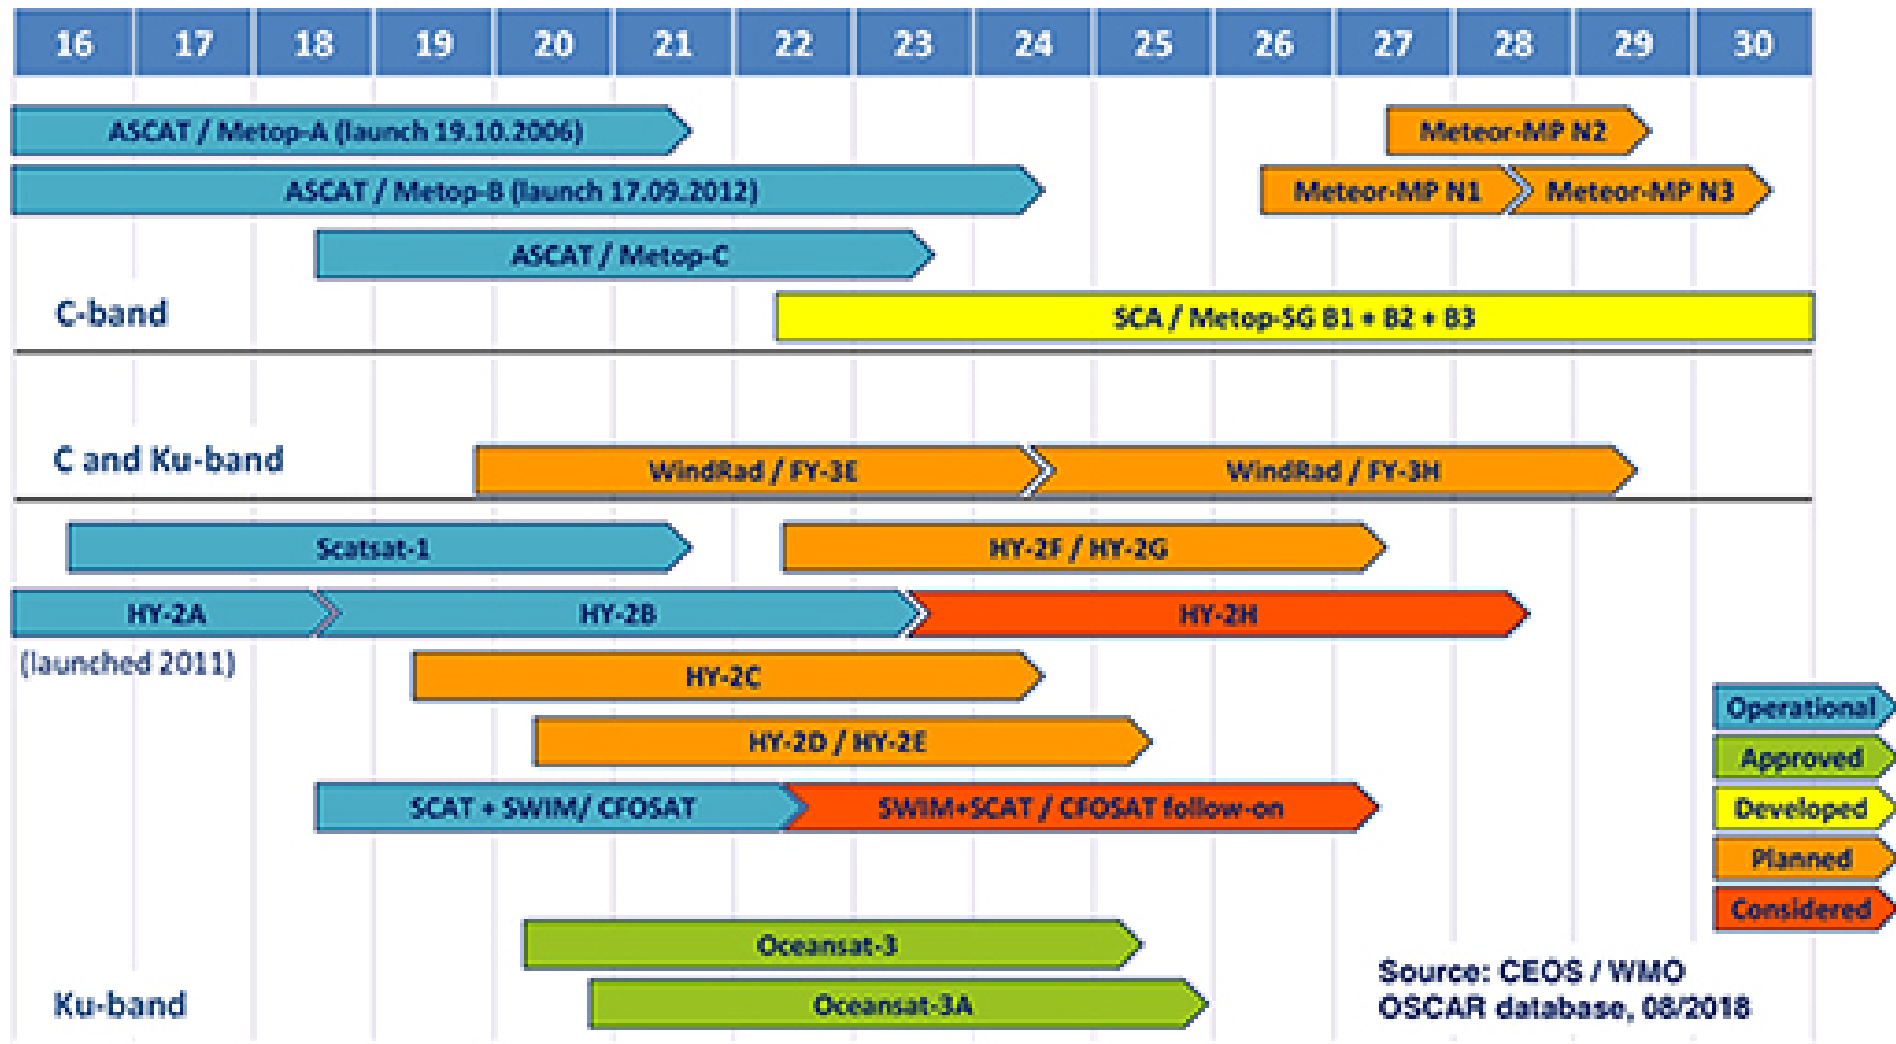 16 17 18 19 20 21 22 23 24 25 26 27 28 29 30
ASCAT / Metop-A (launch 19.10.2006)
Meteor-MP N2
ASCAT / Metop-B (launch 17.09.2012)
Meteor-MP N1
Meteor-MP N3
ASCAT / Metop-C
C-band
SCA / Metop-SG B1 + B2 + B3
C and Ku-band
WindRad / FY-3E
WindRad / FY-3H
Scatsat-1
HY-2F / HY-2G
HY-2A
HY-2B
HY-2H
(launched 2011)
HY-2C
HY-2D / HY-2E
SCAT + SWIM/ CFOSAT
SWIM+SCAT / CFOSAT follow-on
Oceansat-3
Oceansat-3A
Ku-band
Operational
Approved
Developed
Planned
Considered
Source: CEOS / WMO
OSCAR database, 08/2018